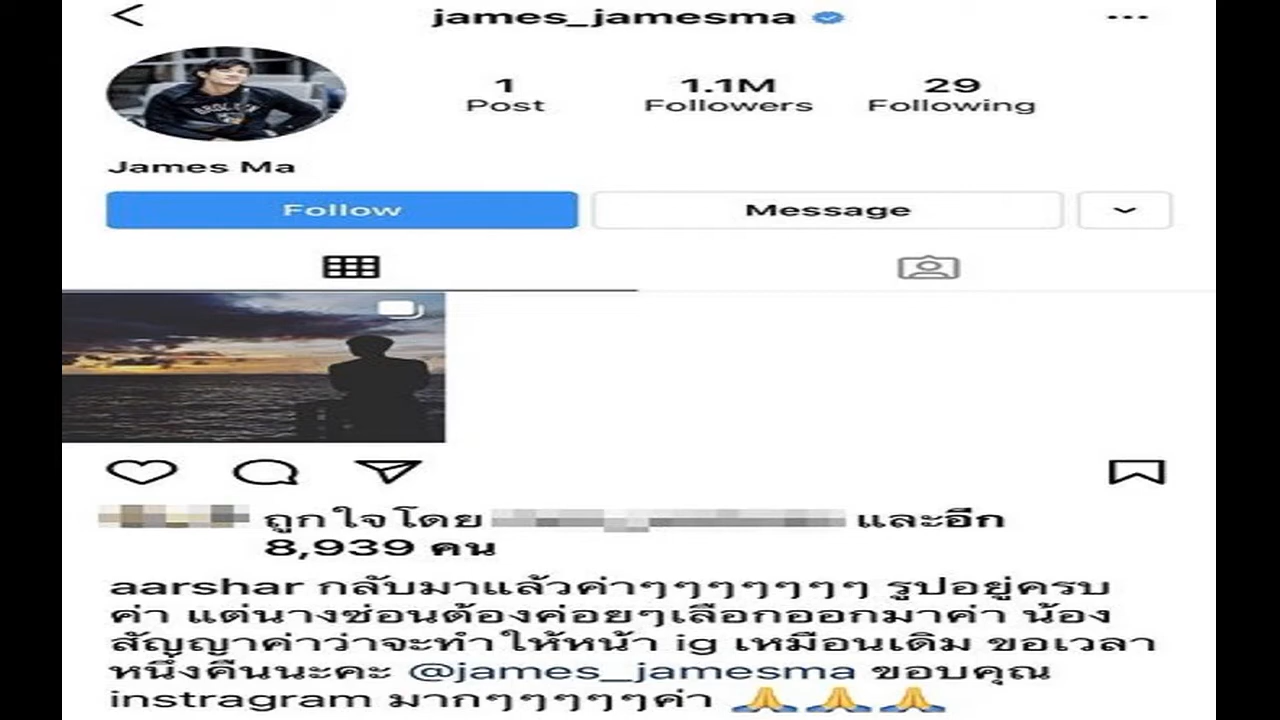 james_jamesma
1 1.1M 29
Post Followers Following
James Ma
Follow Message
ถูกใจโดย และอีก
8,939 คน
aarshar กลับมาแล้วค่าๆๆๆๆๆๆๆ รูปอยู่ครบ
ค่า แต่นางซ่อนต้องค่อยๆเลือกออกมาค่า น้อง
สัญญาค่าว่าจะทำให้หน้า ig เหมือนเดิม ขอเวลา
หนึ่งคืนนะคะ @james_jamesma ขอบคุณ
instragram มากๆๆๆๆๆค่า 🙏🙏🙏